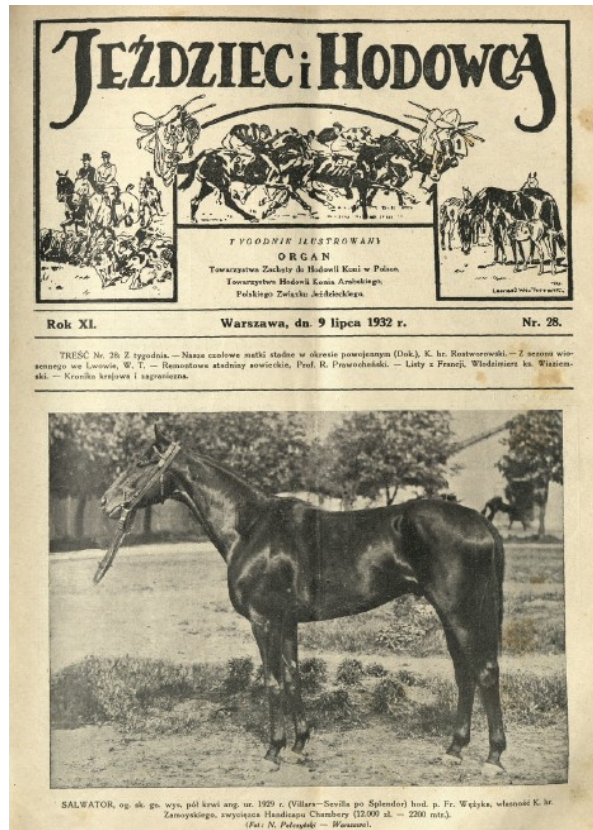 JEŹDZIEC i HODOWCA
TYGODNIK ILUSTROWANY
ORGAN
Towarzystwa Zachęty do Hodowli Koni w Polsce,
Towarzystwa Hodowli Konia Arabskiego,
Polskiego Związku Jeździeckiego.
Rok XI. Warszawa, dn. 9 lipca 1932 r. Nr. 28.
TREŚĆ Nr. 28: Z tygodnia. — Nasze czołowe matki stadne w okresie powojennym (Dok.), K. hr. Rostworowski. — Z sezonu wio-
sennego we Lwowie, W. T. — Remontowe stadniny sowieckie, Prof. R. Prawocheński. — Listy z Francji, Włodzimierz ks. Wiaziem-
ski. — Kronika krajowa i zagraniczna.
SALWATOR, og. sk. gn. wys. pół krwi ang. ur. 1929 r. (Villars—Sevilla po Splendor) hod. p. Fr. Wężyka, własność K. hr.
Zamoyskiego, zwycięzca Handicapu Chambery (12.000 zł. — 2200 mtr.).
(Fot: N. Pełczyński — Warszawa).